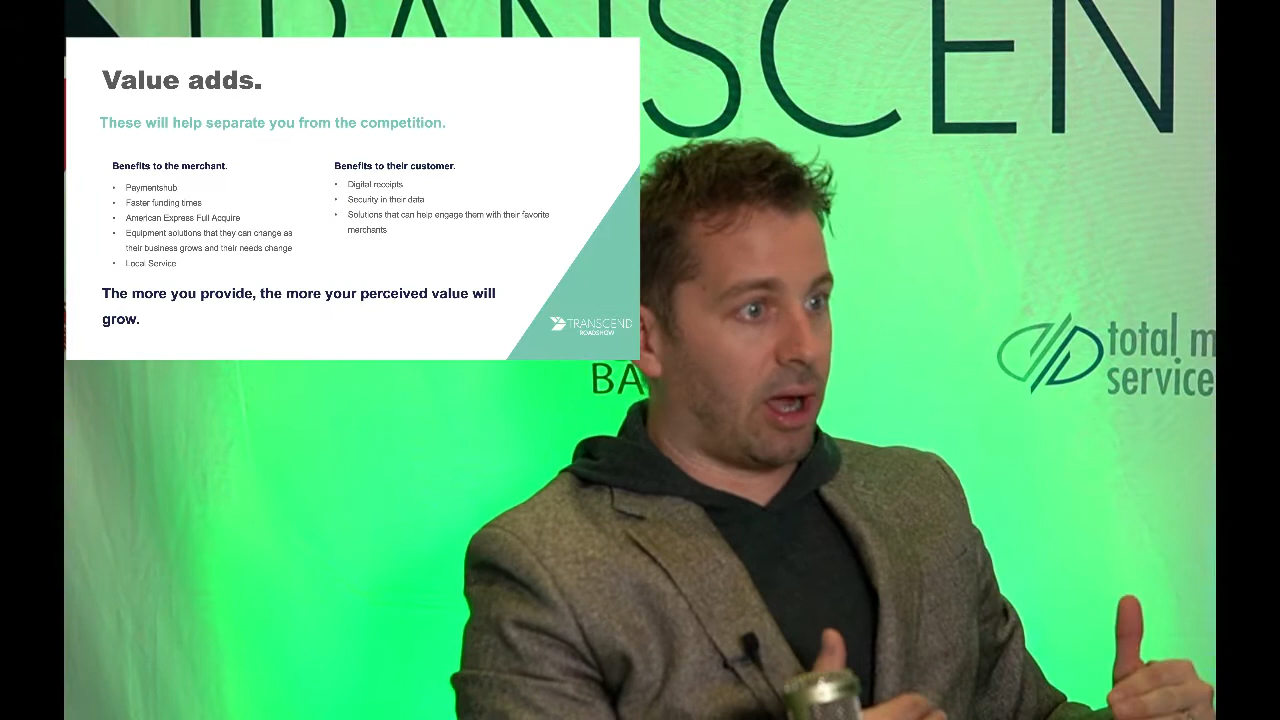 TRANSCEN
Value adds.
These will help separate you from the competition.
Benefits to the merchant.
• Paymentshub
• Faster funding times
• American Express Full Acquire
• Equipment solutions that they can change as
their business grows and their needs change
• Local Service
Benefits to their customer.
• Digital receipts
• Security in their data
• Solutions that can help engage them with their favorite
merchants
The more you provide, the more your perceived value will
grow.
TRANSCEND
ROADSHOW
BA
total m
service